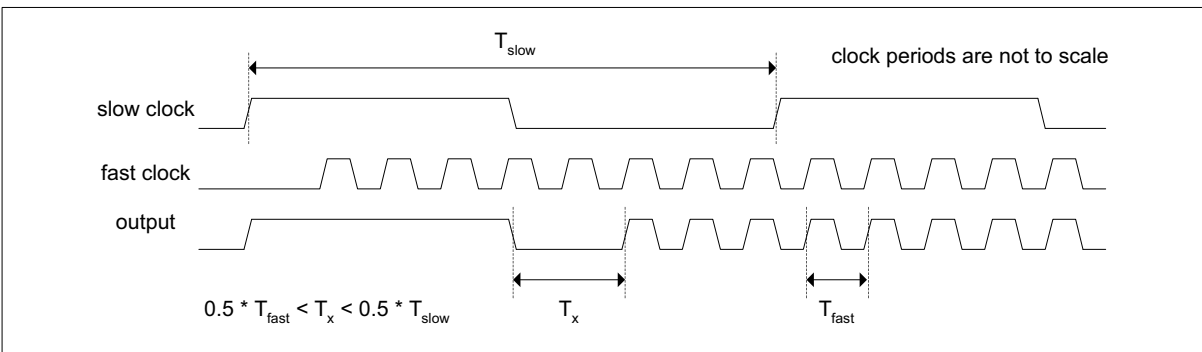 T_slow
clock periods are not to scale
slow clock
fast clock
output
0.5 * T_fast < T_x < 0.5 * T_slow
T_x
T_fast